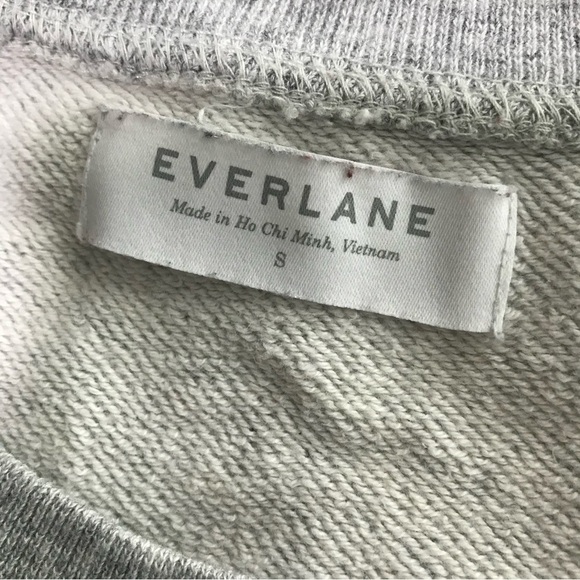 EVERLANE
Made in Ho Chi Minh, Vietnam
S